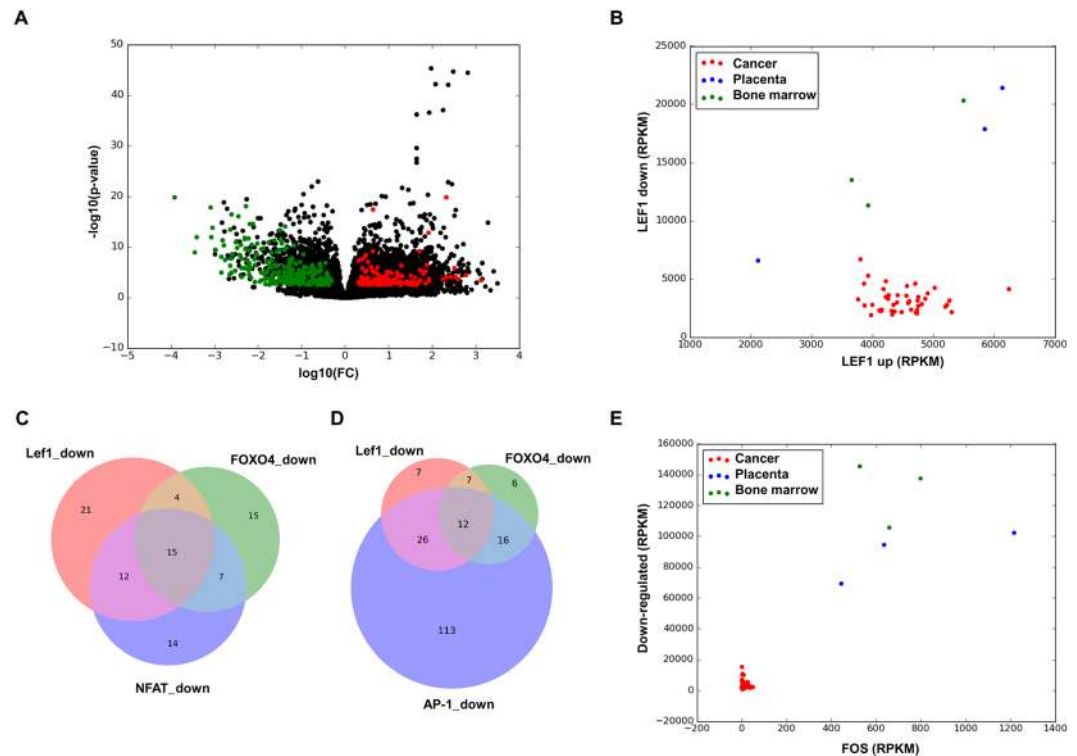 A
50
40
30
20
10
0
−10
−5
−4
−3
−2
−1
0
1
2
3
4
-log10(p-value)
log10(FC)
B
25000
20000
15000
10000
5000
0
1000
2000
3000
4000
5000
6000
7000
Cancer
Placenta
Bone marrow
LEF1 down (RPKM)
LEF1 up (RPKM)
C
Lef1_down
FOXO4_down
21
4
15
15
12
7
14
NFAT_down
D
Lef1_down
FOXO4_down
7
7
6
12
26
16
113
AP-1_down
E
160000
140000
120000
100000
80000
60000
40000
20000
0
−20000
−200
0
200
400
600
800
1000
1200
1400
Cancer
Placenta
Bone marrow
Down-regulated (RPKM)
FOS (RPKM)